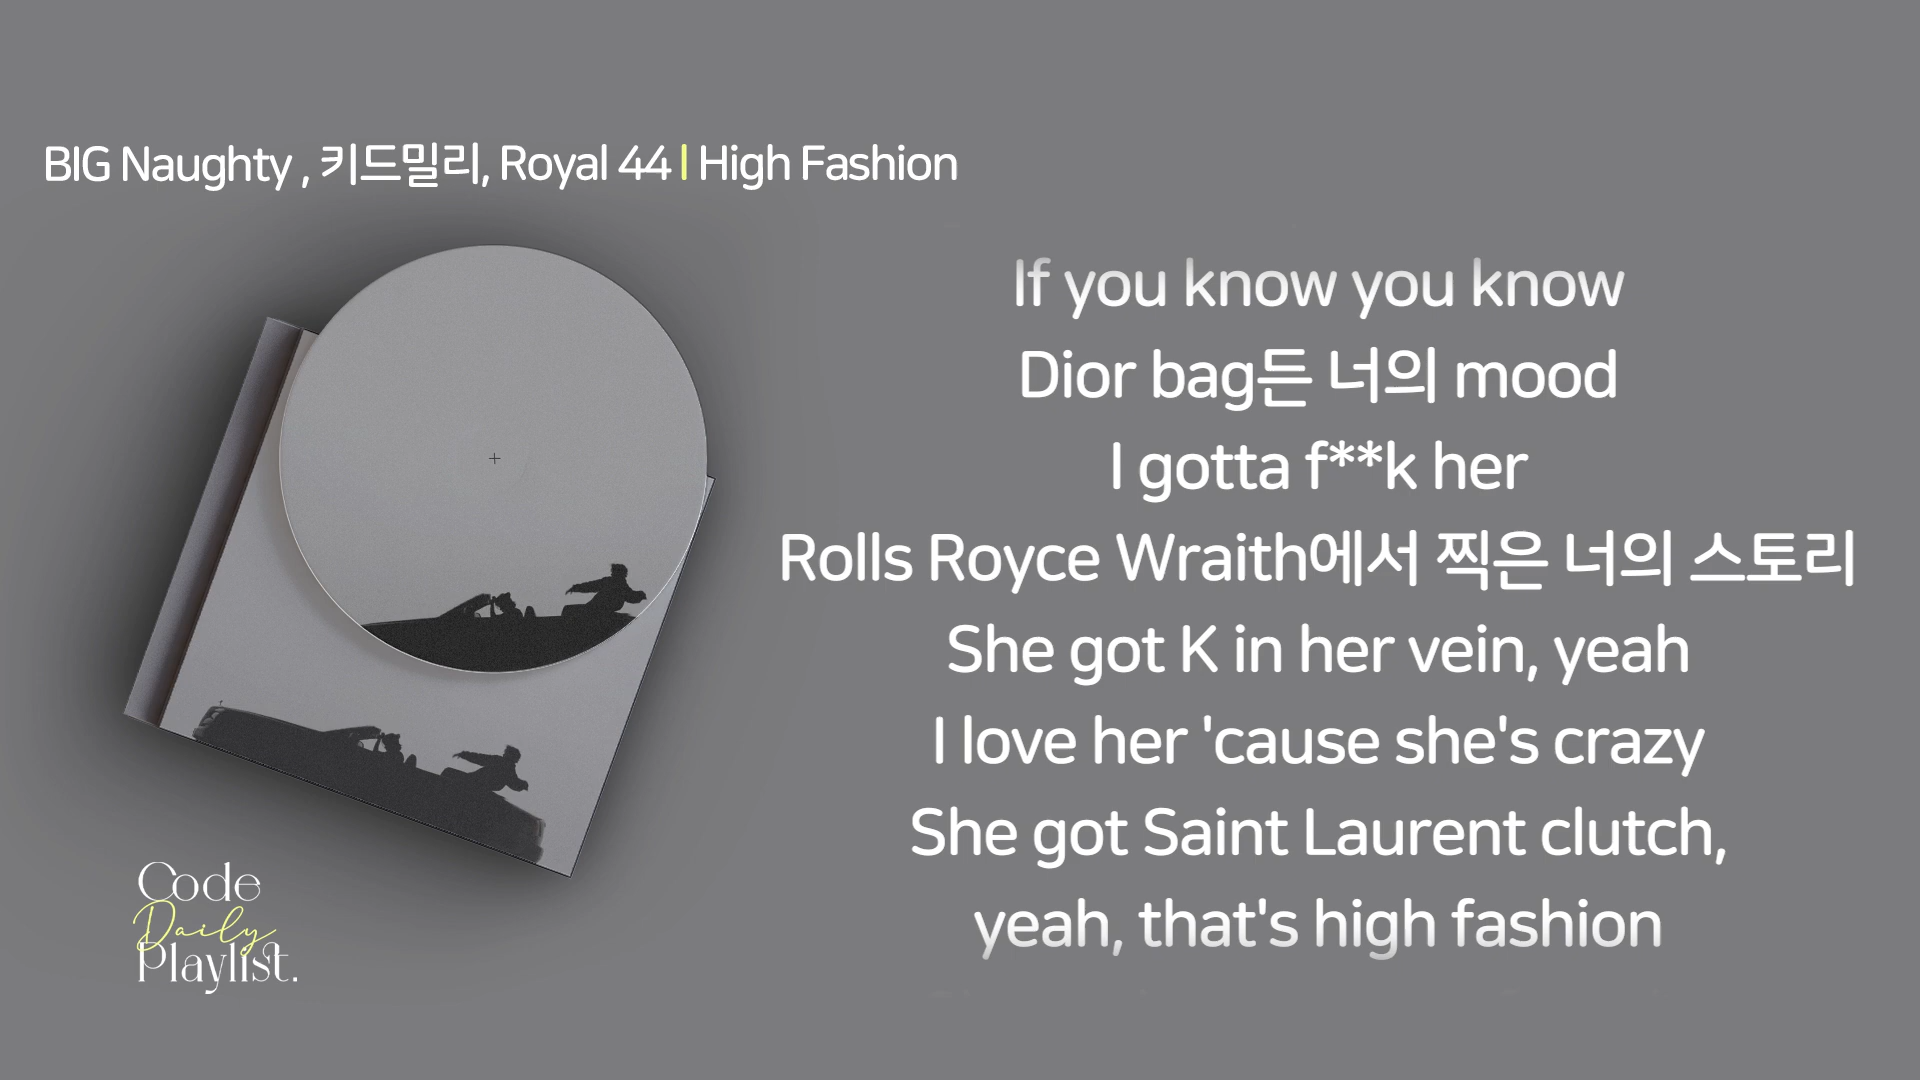 BIG Naughty , 키드밀리, Royal 44 | High Fashion
If you know you know
Dior bag든 너의 mood
I gotta f**k her
Rolls Royce Wraith에서 찍은 너의 스토리
She got K in her vein, yeah
I love her 'cause she's crazy
She got Saint Laurent clutch,
yeah, that's high fashion
Code
Daily
Playlist.